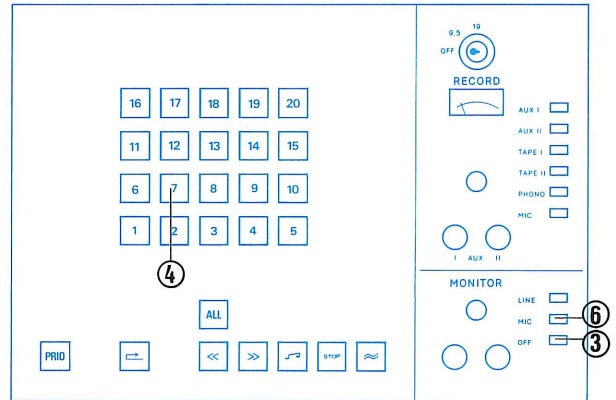 19
9,5
OFF
RECORD
16 17 18 19 20
11 12 13 14 15
6 7 8 9 10
1 2 3 4 5
AUX I
AUX II
TAPE I
TAPE II
PHONO
MIC
I AUX II
4
MONITOR
LINE
MIC 6
OFF 3
ALL
PRIO << >> STOP